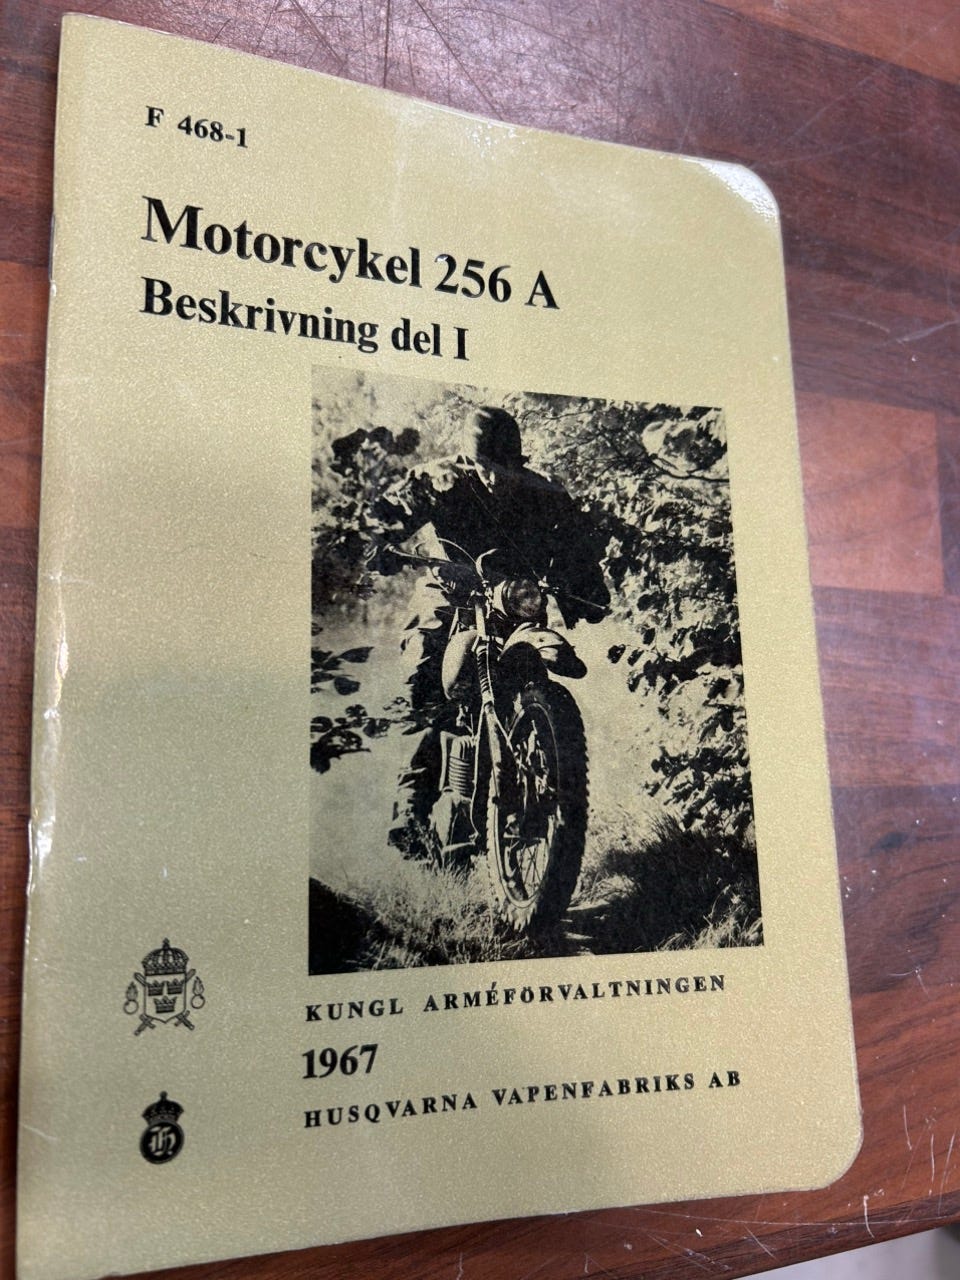 F 468-1
Motorcykel 256 A
Beskrivning del I
KUNGL ARMÉFÖRVALTNINGEN
1967
HUSQVARNA VAPENFABRIKS AB
H